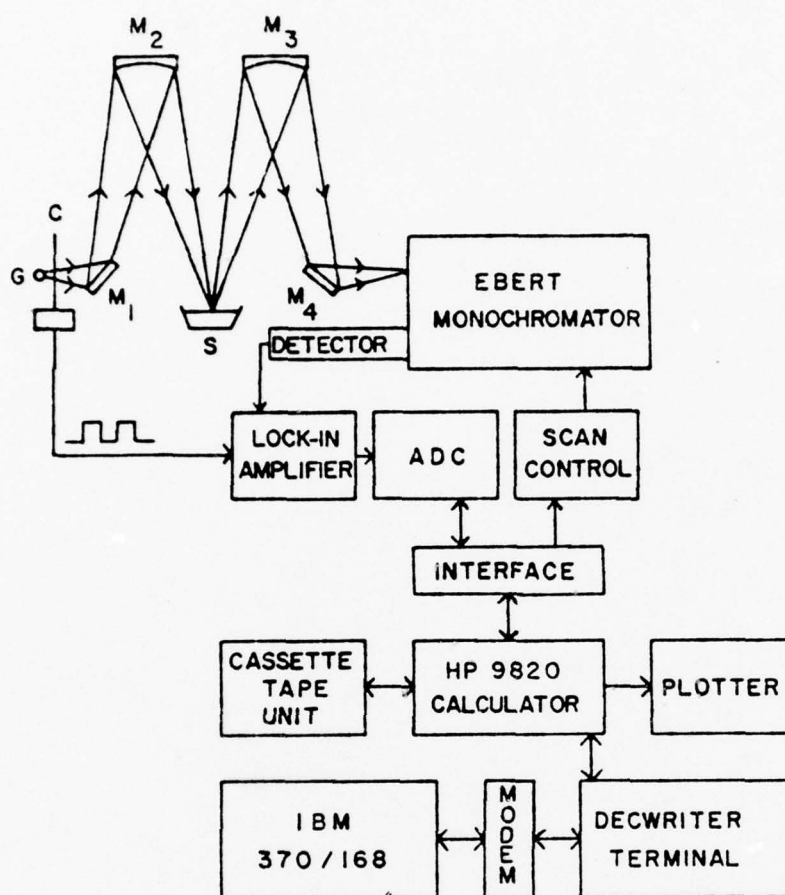 M2
M3
C
G
M1
S
M4
EBERT
MONOCHROMATOR
DETECTOR
LOCK-IN
AMPLIFIER
ADC
SCAN
CONTROL
INTERFACE
CASSETTE
TAPE
UNIT
HP 9820
CALCULATOR
PLOTTER
IBM
370/168
MODEM
DECWRITER
TERMINAL